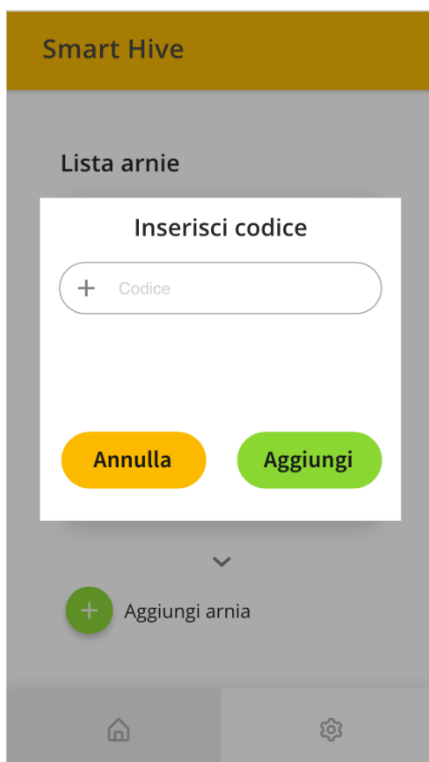 Smart Hive
Lista arnie
Inserisci codice
Codice
Annulla
Aggiungi
Aggiungi arnia